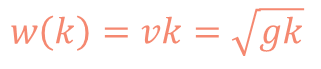 w(k) = vk = √gk